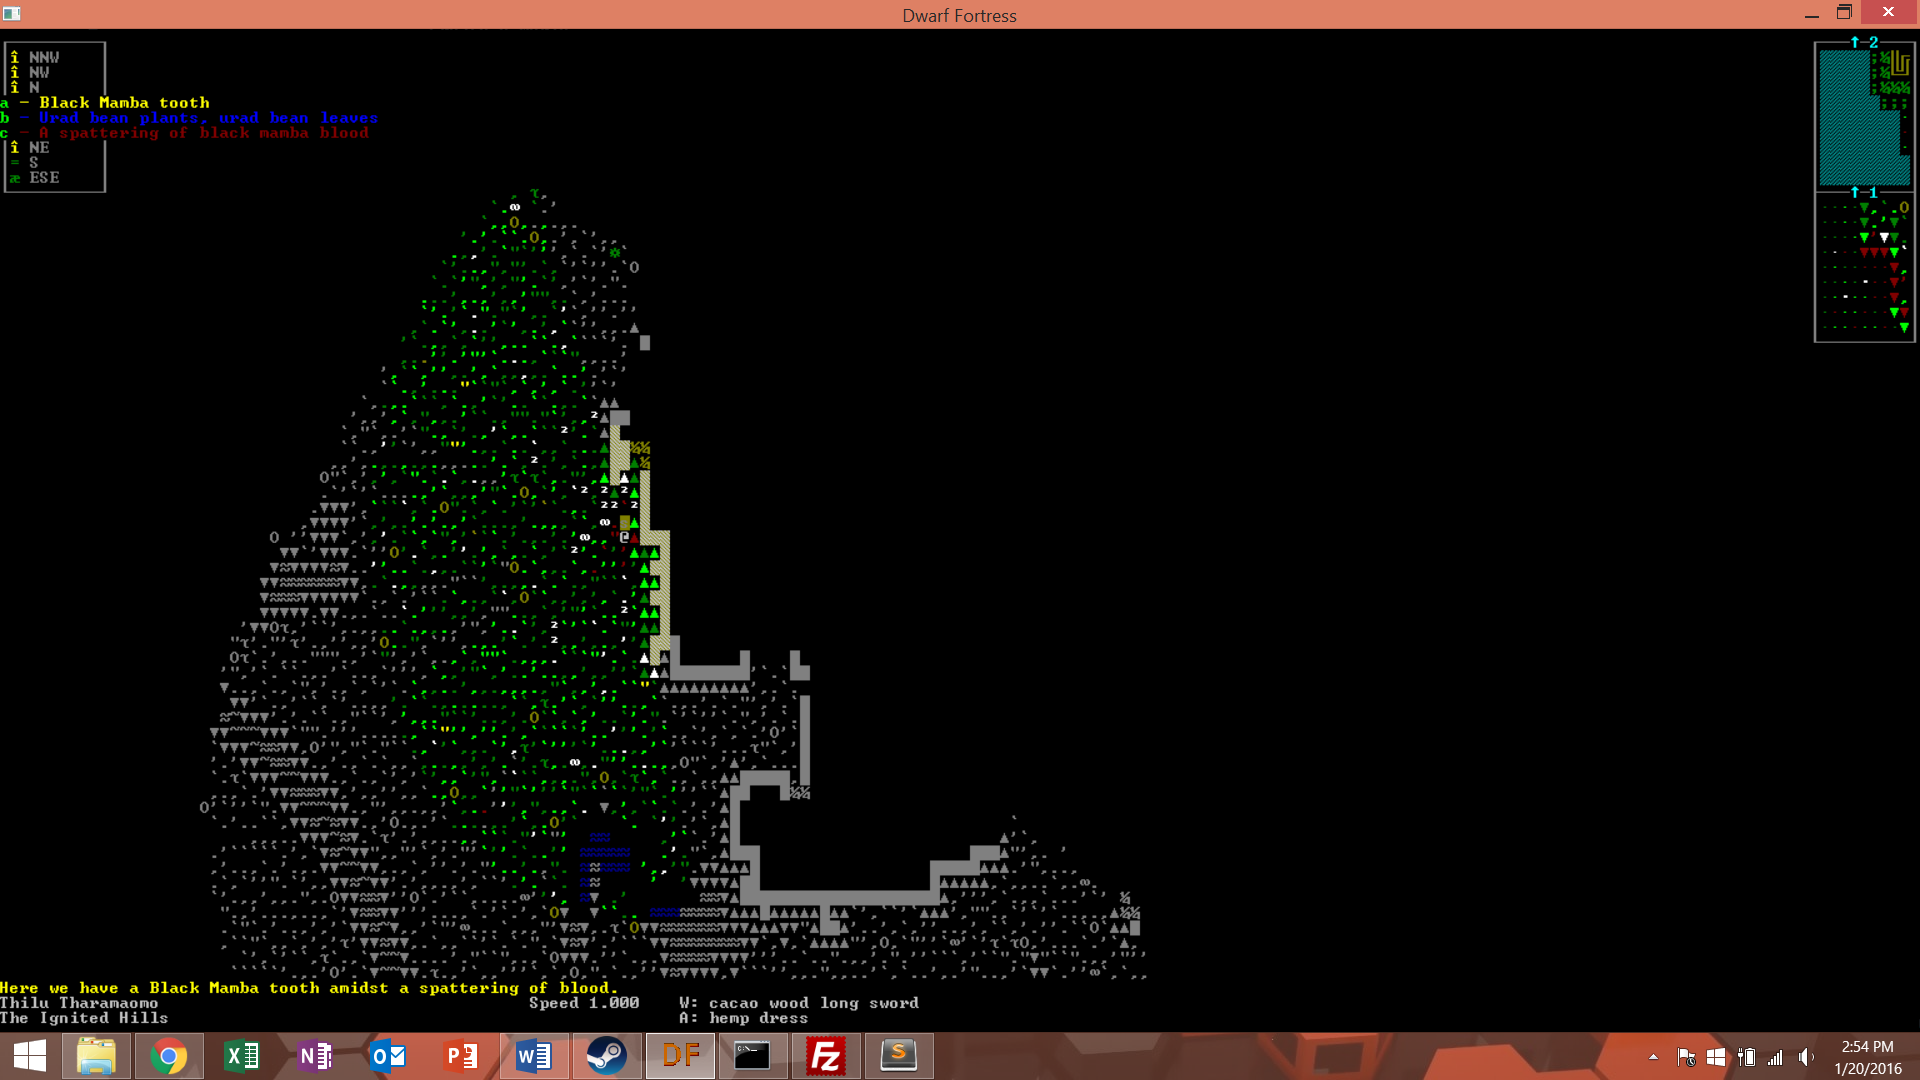 Dwarf Fortress
NNW
NW
N
a - Black Mamba tooth
b - Urad bean plants, urad bean leaves
c - A spattering of black mamba blood
NE
S
ESE
2
1
Here we have a Black Mamba tooth amidst a spattering of blood.
Thilu Tharamaomo
Speed 1.000
W: cacao wood long sword
The Ignited Hills
A: hemp dress
DF
2:54 PM
1/20/2016